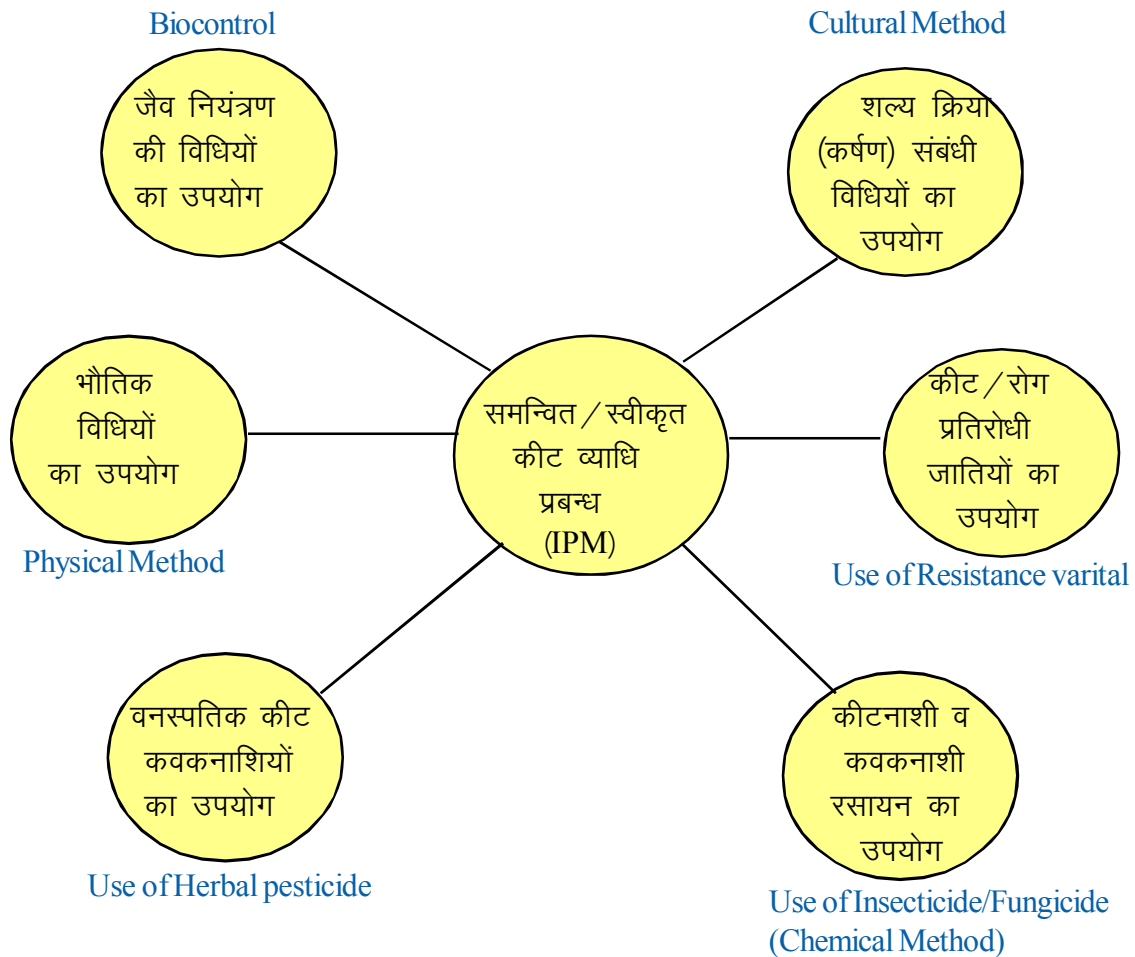 Biocontrol
जैव नियंत्रण
की विधियों
का उपयोग
Cultural Method
शल्य क्रिया
(कर्षण) संबंधी
विधियों का
उपयोग
भौतिक
विधियों
का उपयोग
Physical Method
समन्वित / स्वीकृत
कीट व्याधि
प्रबन्ध
(IPM)
कीट / रोग
प्रतिरोधी
जातियों का
उपयोग
Use of Resistance varital
वनस्पतिक कीट
कवकनाशियों
का उपयोग
Use of Herbal pesticide
कीटनाशी व
कवकनाशी
रसायन का
उपयोग
Use of Insecticide/Fungicide
(Chemical Method)